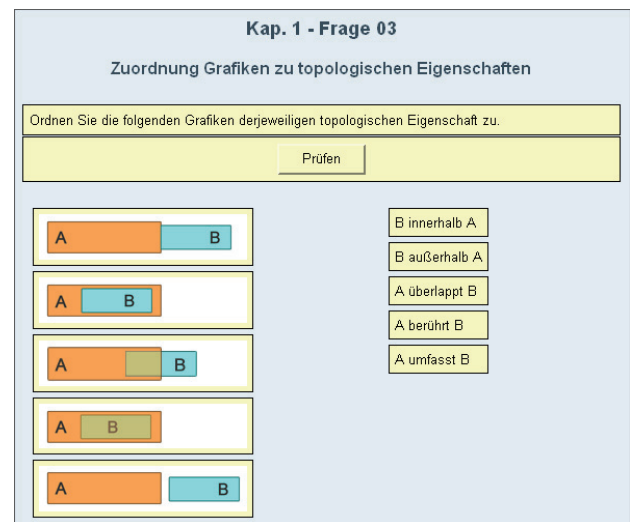 Kap. 1 - Frage 03
Zuordnung Grafiken zu topologischen Eigenschaften
Ordnen Sie die folgenden Grafiken derjeweiligen topologischen Eigenschaft zu.
Prüfen
A B
A B
A B
A B
A B
B innerhalb A
B außerhalb A
A überlappt B
A berührt B
A umfasst B